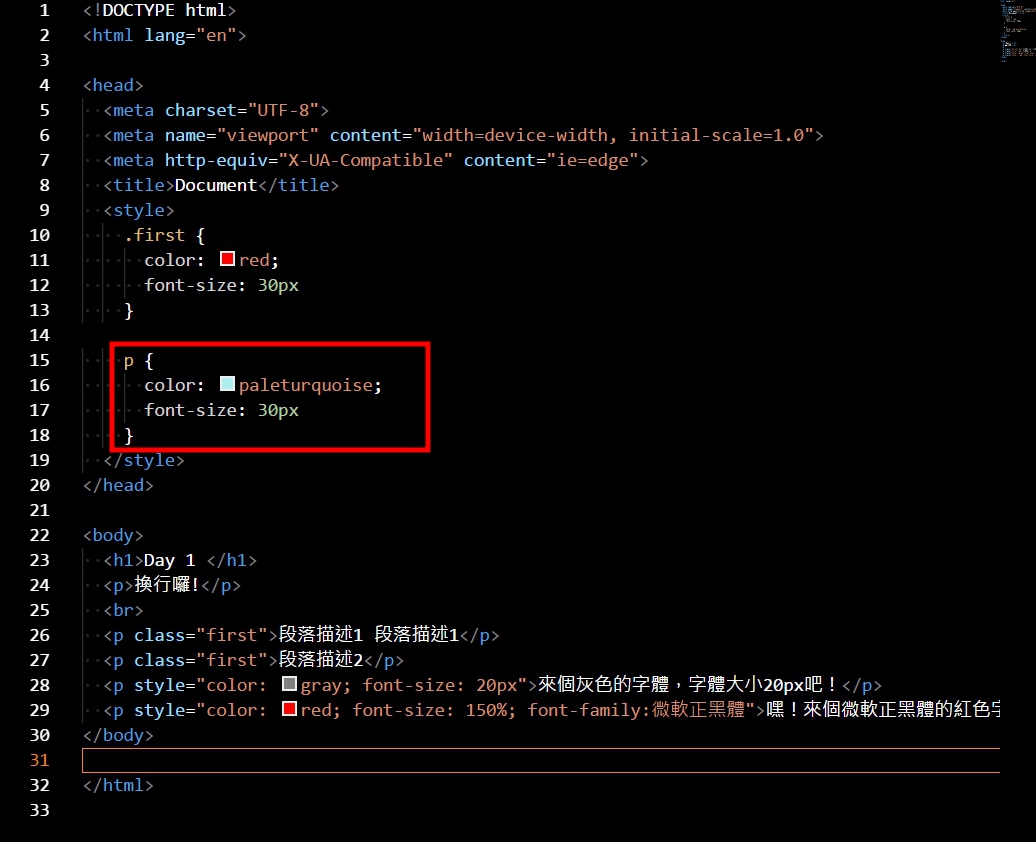 1 <!DOCTYPE html>
2 <html lang="en">
3
4 <head>
5 <meta charset="UTF-8">
6 <meta name="viewport" content="width=device-width, initial-scale=1.0">
7 <meta http-equiv="X-UA-Compatible" content="ie=edge">
8 <title>Document</title>
9 <style>
10 .first {
11 color: red;
12 font-size: 30px
13 }
14
15 p {
16 color: paleturquoise;
17 font-size: 30px
18 }
19 </style>
20 </head>
21
22 <body>
23 <h1>Day 1 </h1>
24 <p>換行囉!</p>
25 <br>
26 <p class="first">段落描述1 段落描述1</p>
27 <p class="first">段落描述2</p>
28 <p style="color: gray; font-size: 20px">來個灰色的字體，字體大小20px吧！</p>
29 <p style="color: red; font-size: 150%; font-family:微軟正黑體">嘿！來個微軟正黑體的紅色字
30 </body>
31
32 </html>
33